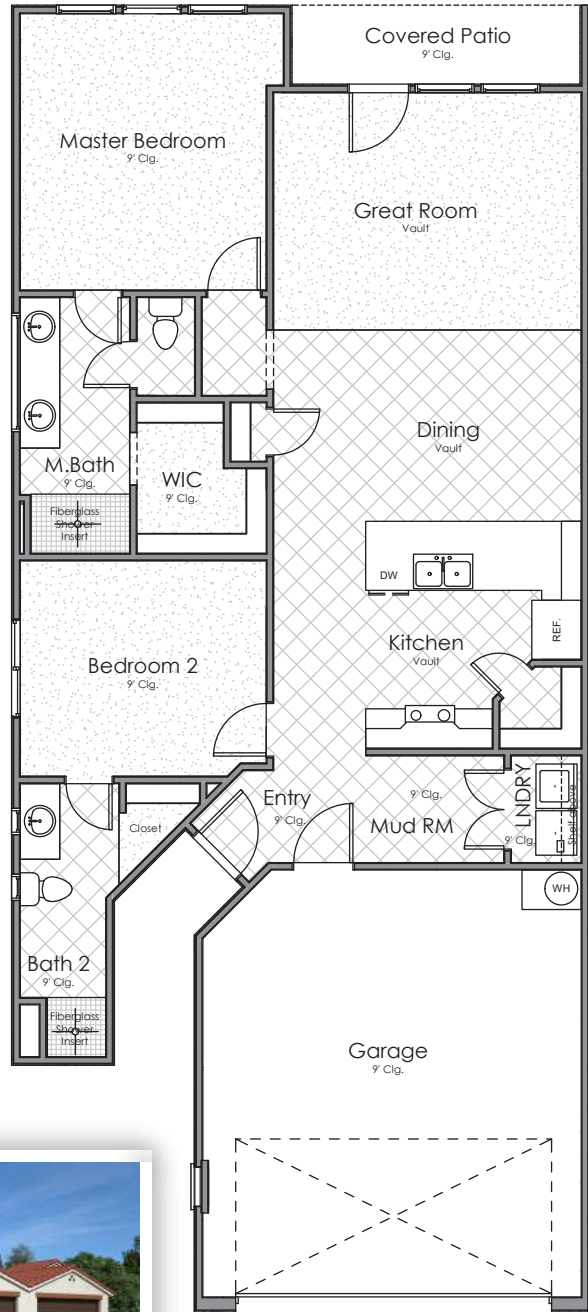 Covered Patio
9' Clg.
Master Bedroom
9' Clg.
Great Room
Vault
Dining
Vault
M.Bath
9' Clg.
WIC
9' Clg.
Fiberglass
Shower
Insert
DW
REF.
Kitchen
Vault
Bedroom 2
9' Clg.
Entry
9' Clg.
9' Clg.
Mud RM
LNDRY
9' Clg.
Shelf above
Closet
WH
Bath 2
9' Clg.
Fiberglass
Shower
Insert
Garage
9' Clg.